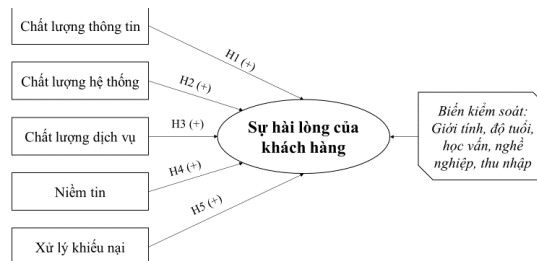 Chất lượng thông tin
H1 (+)
Chất lượng hệ thống
H2 (+)
Chất lượng dịch vụ
H3 (+)
Sự hài lòng của
khách hàng
Biến kiểm soát:
Giới tính, độ tuổi,
học vấn, nghề
nghiệp, thu nhập
Niềm tin
H4 (+)
Xử lý khiếu nại
H5 (+)